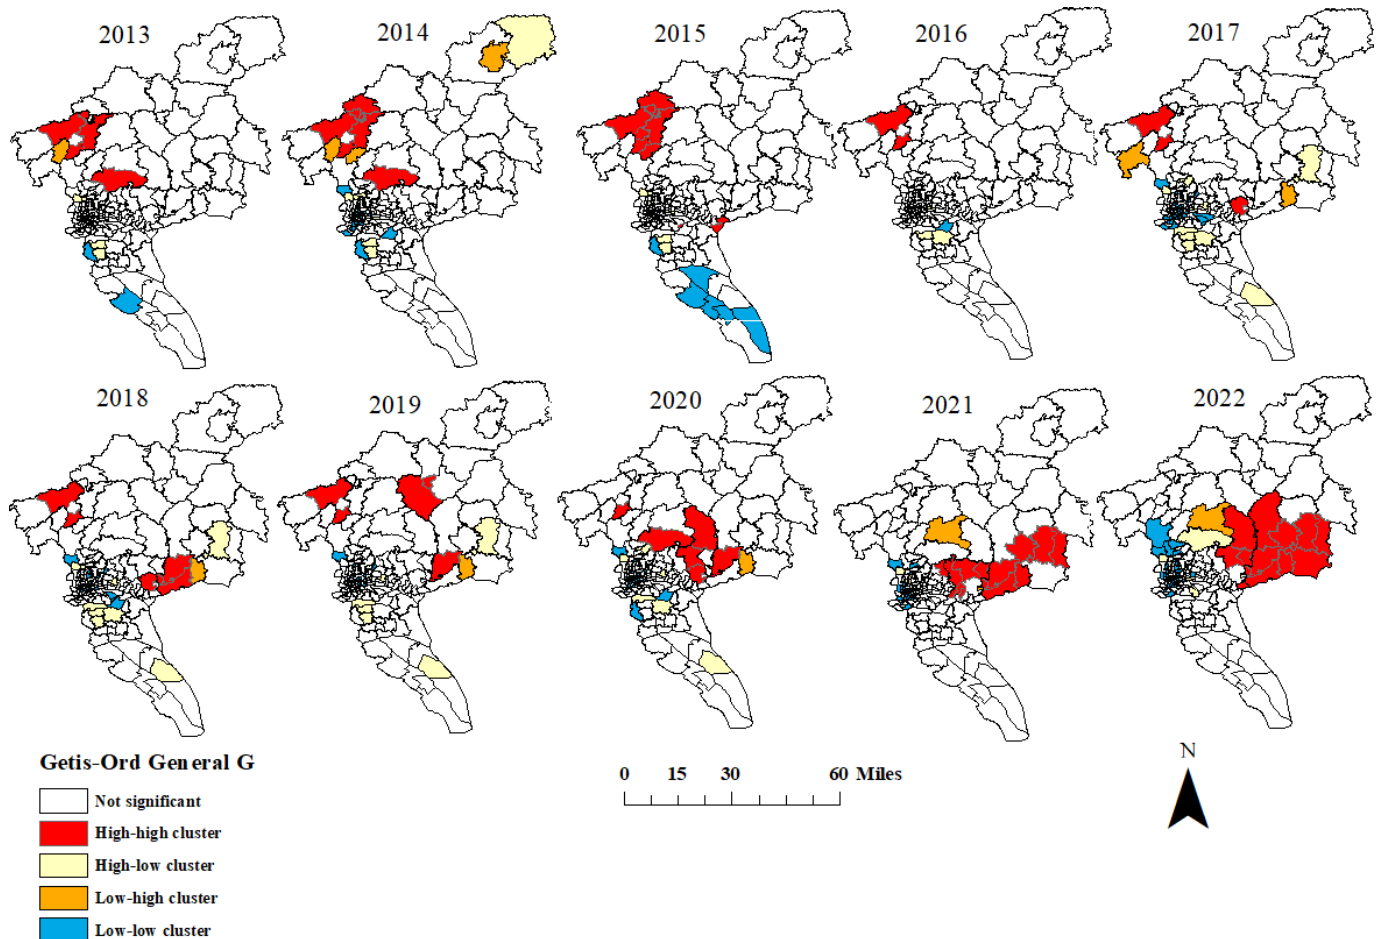 2013
2014
2015
2016
2017
2018
2019
2020
2021
2022
Getis-Ord General G
Not significant
High-high cluster
High-low cluster
Low-high cluster
Low-low cluster
0 15 30 60 Miles
N